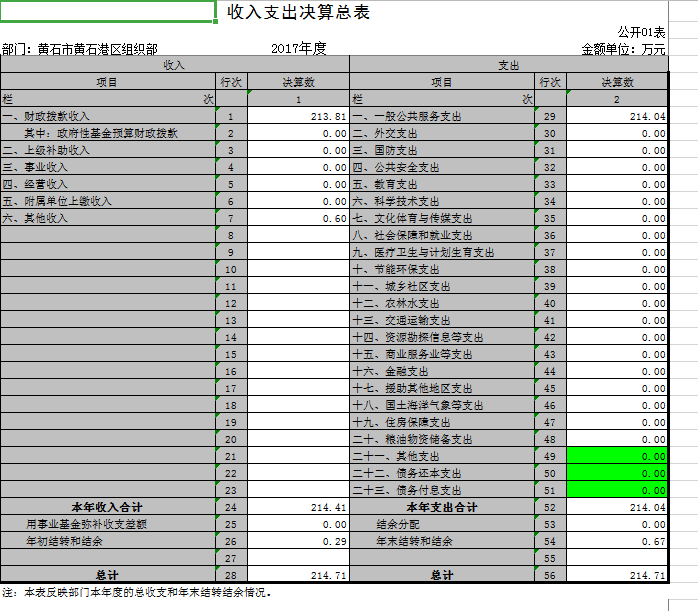 收入支出决算总表
公开01表
部门：黄石市黄石港区组织部 2017年度 金额单位：万元
收入 支出
项目 行次 决算数 项目 行次 决算数
栏 次 1 栏 次 2
一、财政拨款收入 1 213.81 一、一般公共服务支出 29 214.04
其中：政府性基金预算财政拨款 2 0.00 二、外交支出 30 0.00
二、上级补助收入 3 0.00 三、国防支出 31 0.00
三、事业收入 4 0.00 四、公共安全支出 32 0.00
四、经营收入 5 0.00 五、教育支出 33 0.00
五、附属单位上缴收入 6 0.00 六、科学技术支出 34 0.00
六、其他收入 7 0.60 七、文化体育与传媒支出 35 0.00
8 八、社会保障和就业支出 36 0.00
9 九、医疗卫生与计划生育支出 37 0.00
10 十、节能环保支出 38 0.00
11 十一、城乡社区支出 39 0.00
12 十二、农林水支出 40 0.00
13 十三、交通运输支出 41 0.00
14 十四、资源勘探信息等支出 42 0.00
15 十五、商业服务业等支出 43 0.00
16 十六、金融支出 44 0.00
17 十七、援助其他地区支出 45 0.00
18 十八、国土海洋气象等支出 46 0.00
19 十九、住房保障支出 47 0.00
20 二十、粮油物资储备支出 48 0.00
21 二十一、其他支出 49 0.00
22 二十二、债务还本支出 50 0.00
23 二十三、债务付息支出 51 0.00
本年收入合计 24 214.41 本年支出合计 52 214.04
用事业基金弥补收支差额 25 0.00 结余分配 53 0.00
年初结转和结余 26 0.29 年末结转和结余 54 0.67
27 55
总计 28 214.71 总计 56 214.71
注：本表反映部门本年度的总收支和年末结转结余情况。